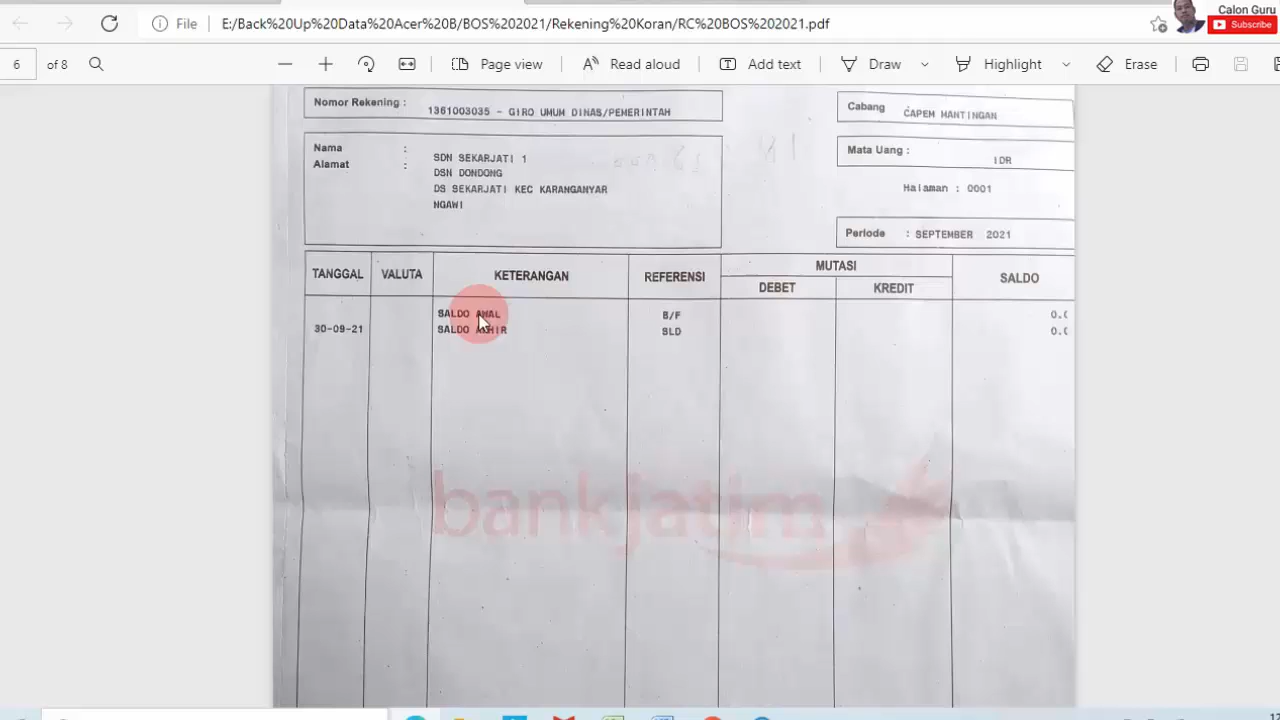 Calon Guru
File E:/Back%20Up%20Data%20Acer%20B/BOS%202021/Rekening%20Koran/RC%20BOS%202021.pdf
Subscribe
6 of 8 Page view Read aloud Add text Draw Highlight Erase
Nomor Rekening : 1361003035 - GIRO UMUM DINAS/PEMERINTAH
Cabang CAPEM MANTINGAN
Nama : SDN SEKARJATI 1
Alamat : DSN DONDONG
DS SEKARJATI KEC KARANGANYAR
NGAWI
Mata Uang : IDR
Halaman : 0001
Periode : SEPTEMBER 2021
TANGGAL VALUTA KETERANGAN REFERENSI MUTASI SALDO
DEBET KREDIT
SALDO AWAL B/F 0.0
30-09-21 SALDO AKHIR SLD 0.0
bankjatim